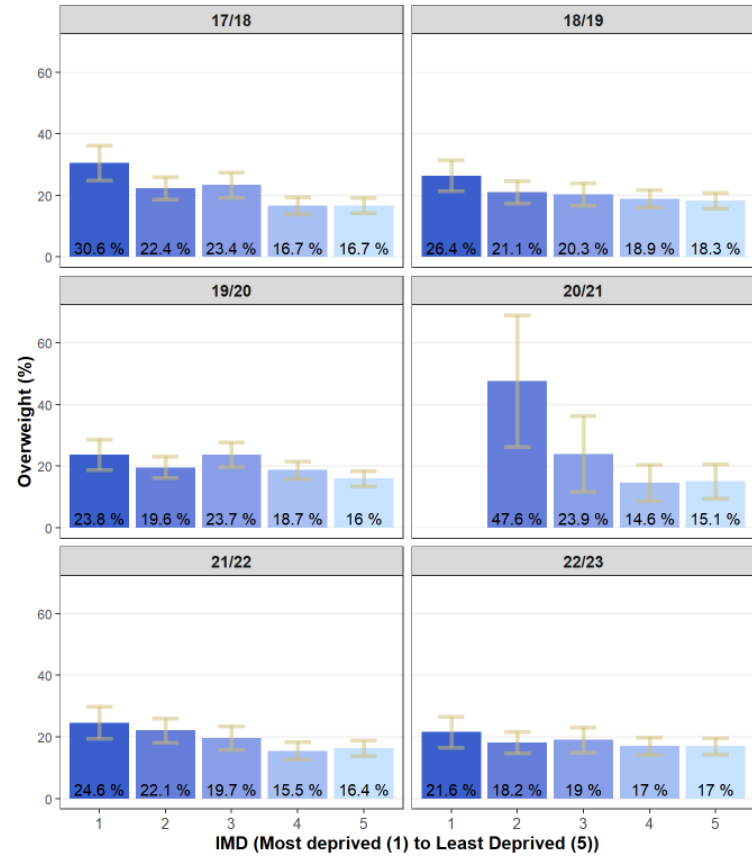 17/18
18/19
60
40
20
0
30.6 % 22.4 % 23.4 % 16.7 % 16.7 %
26.4 % 21.1 % 20.3 % 18.9 % 18.3 %
19/20
20/21
Overweight (%)
60
40
20
0
23.8 % 19.6 % 23.7 % 18.7 % 16 %
47.6 % 23.9 % 14.6 % 15.1 %
21/22
22/23
60
40
20
0
24.6 % 22.1 % 19.7 % 15.5 % 16.4 %
21.6 % 18.2 % 19 % 17 % 17 %
1 2 3 4 5
1 2 3 4 5
IMD (Most deprived (1) to Least Deprived (5))